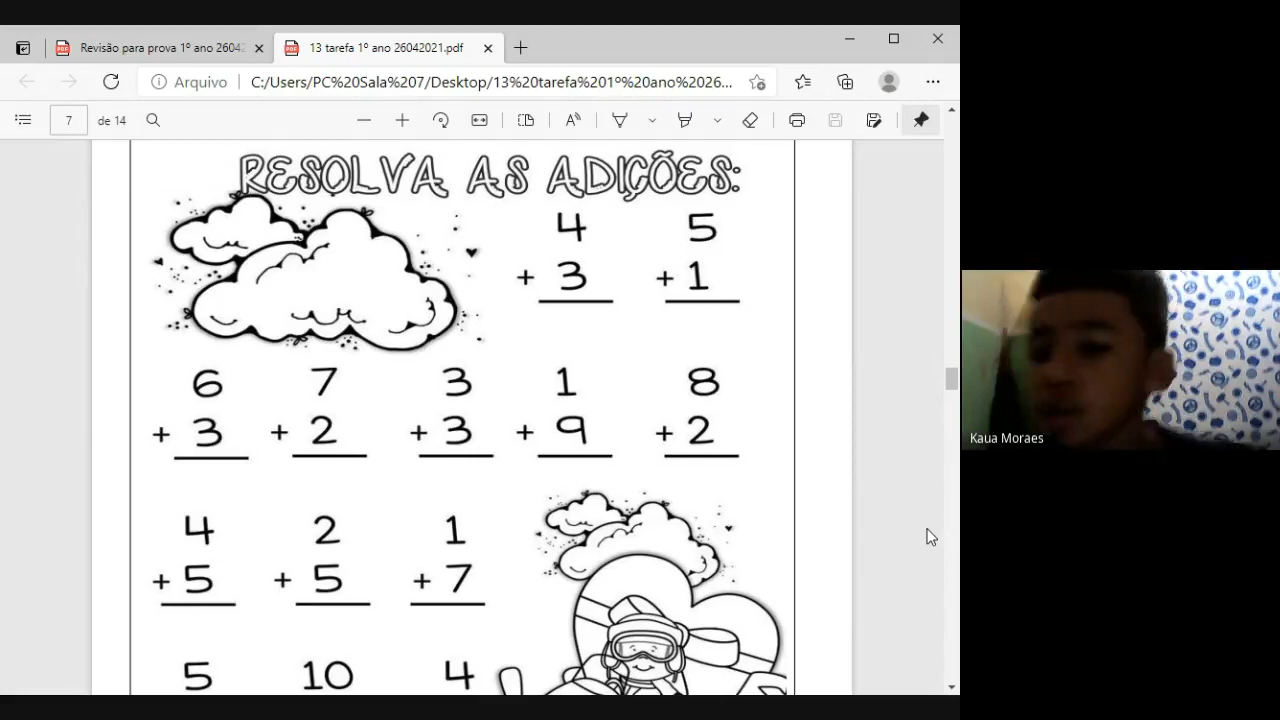 Revisão para prova 1º ano 26042
13 tarefa 1º ano 26042021.pdf
Arquivo
C:/Users/PC%20Sala%207/Desktop/13%20tarefa%201º%20ano%2026...
7
de 14
RESOLVA AS ADIÇÕES:
4 5
+ 3 + 1
6 7 3 1 8
+ 3 + 2 + 3 + 9 + 2
4 2 1
+ 5 + 5 + 7
5 10 4
Kaua Moraes